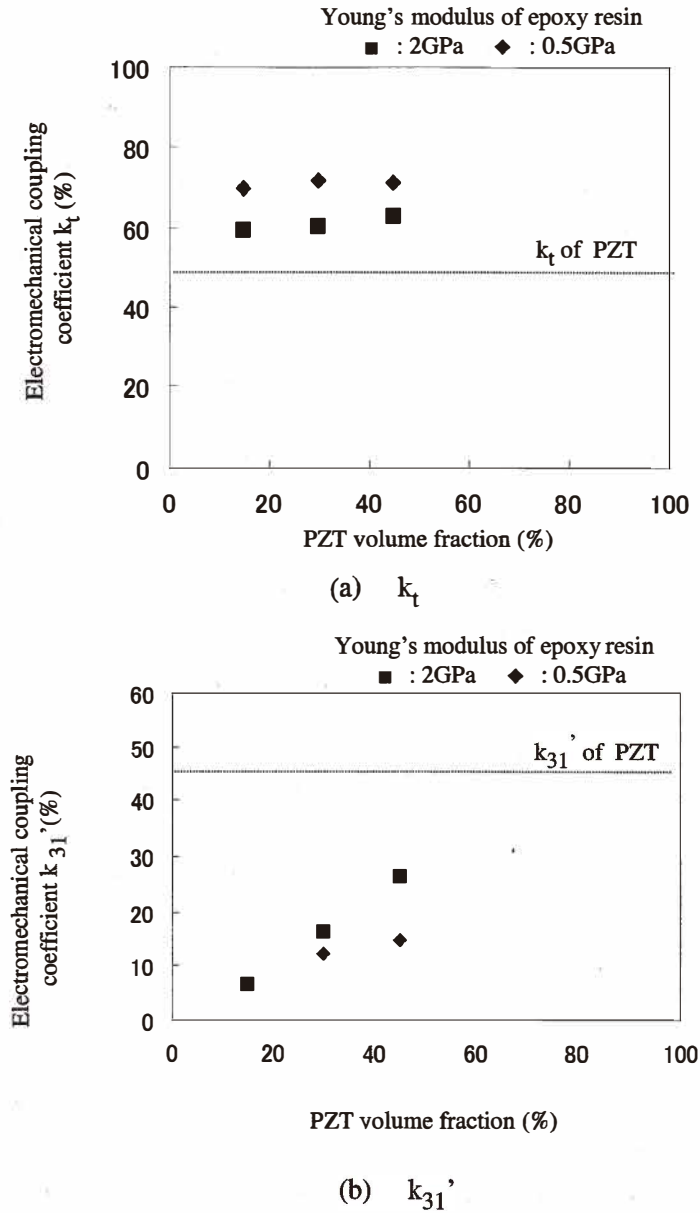 Young's modulus of epoxy resin
■ : 2GPa ◆ : 0.5GPa
100
80
60
40
20
0
Electromechanical coupling
coefficient kt (%)
kt of PZT
0 20 40 60 80 100
PZT volume fraction (%)
(a) kt
Young's modulus of epoxy resin
■ : 2GPa ◆ : 0.5GPa
60
50
40
30
20
10
0
Electromechanical coupling
coefficient k 31'(%)
k31' of PZT
0 20 40 60 80 100
PZT volume fraction (%)
(b) k31'